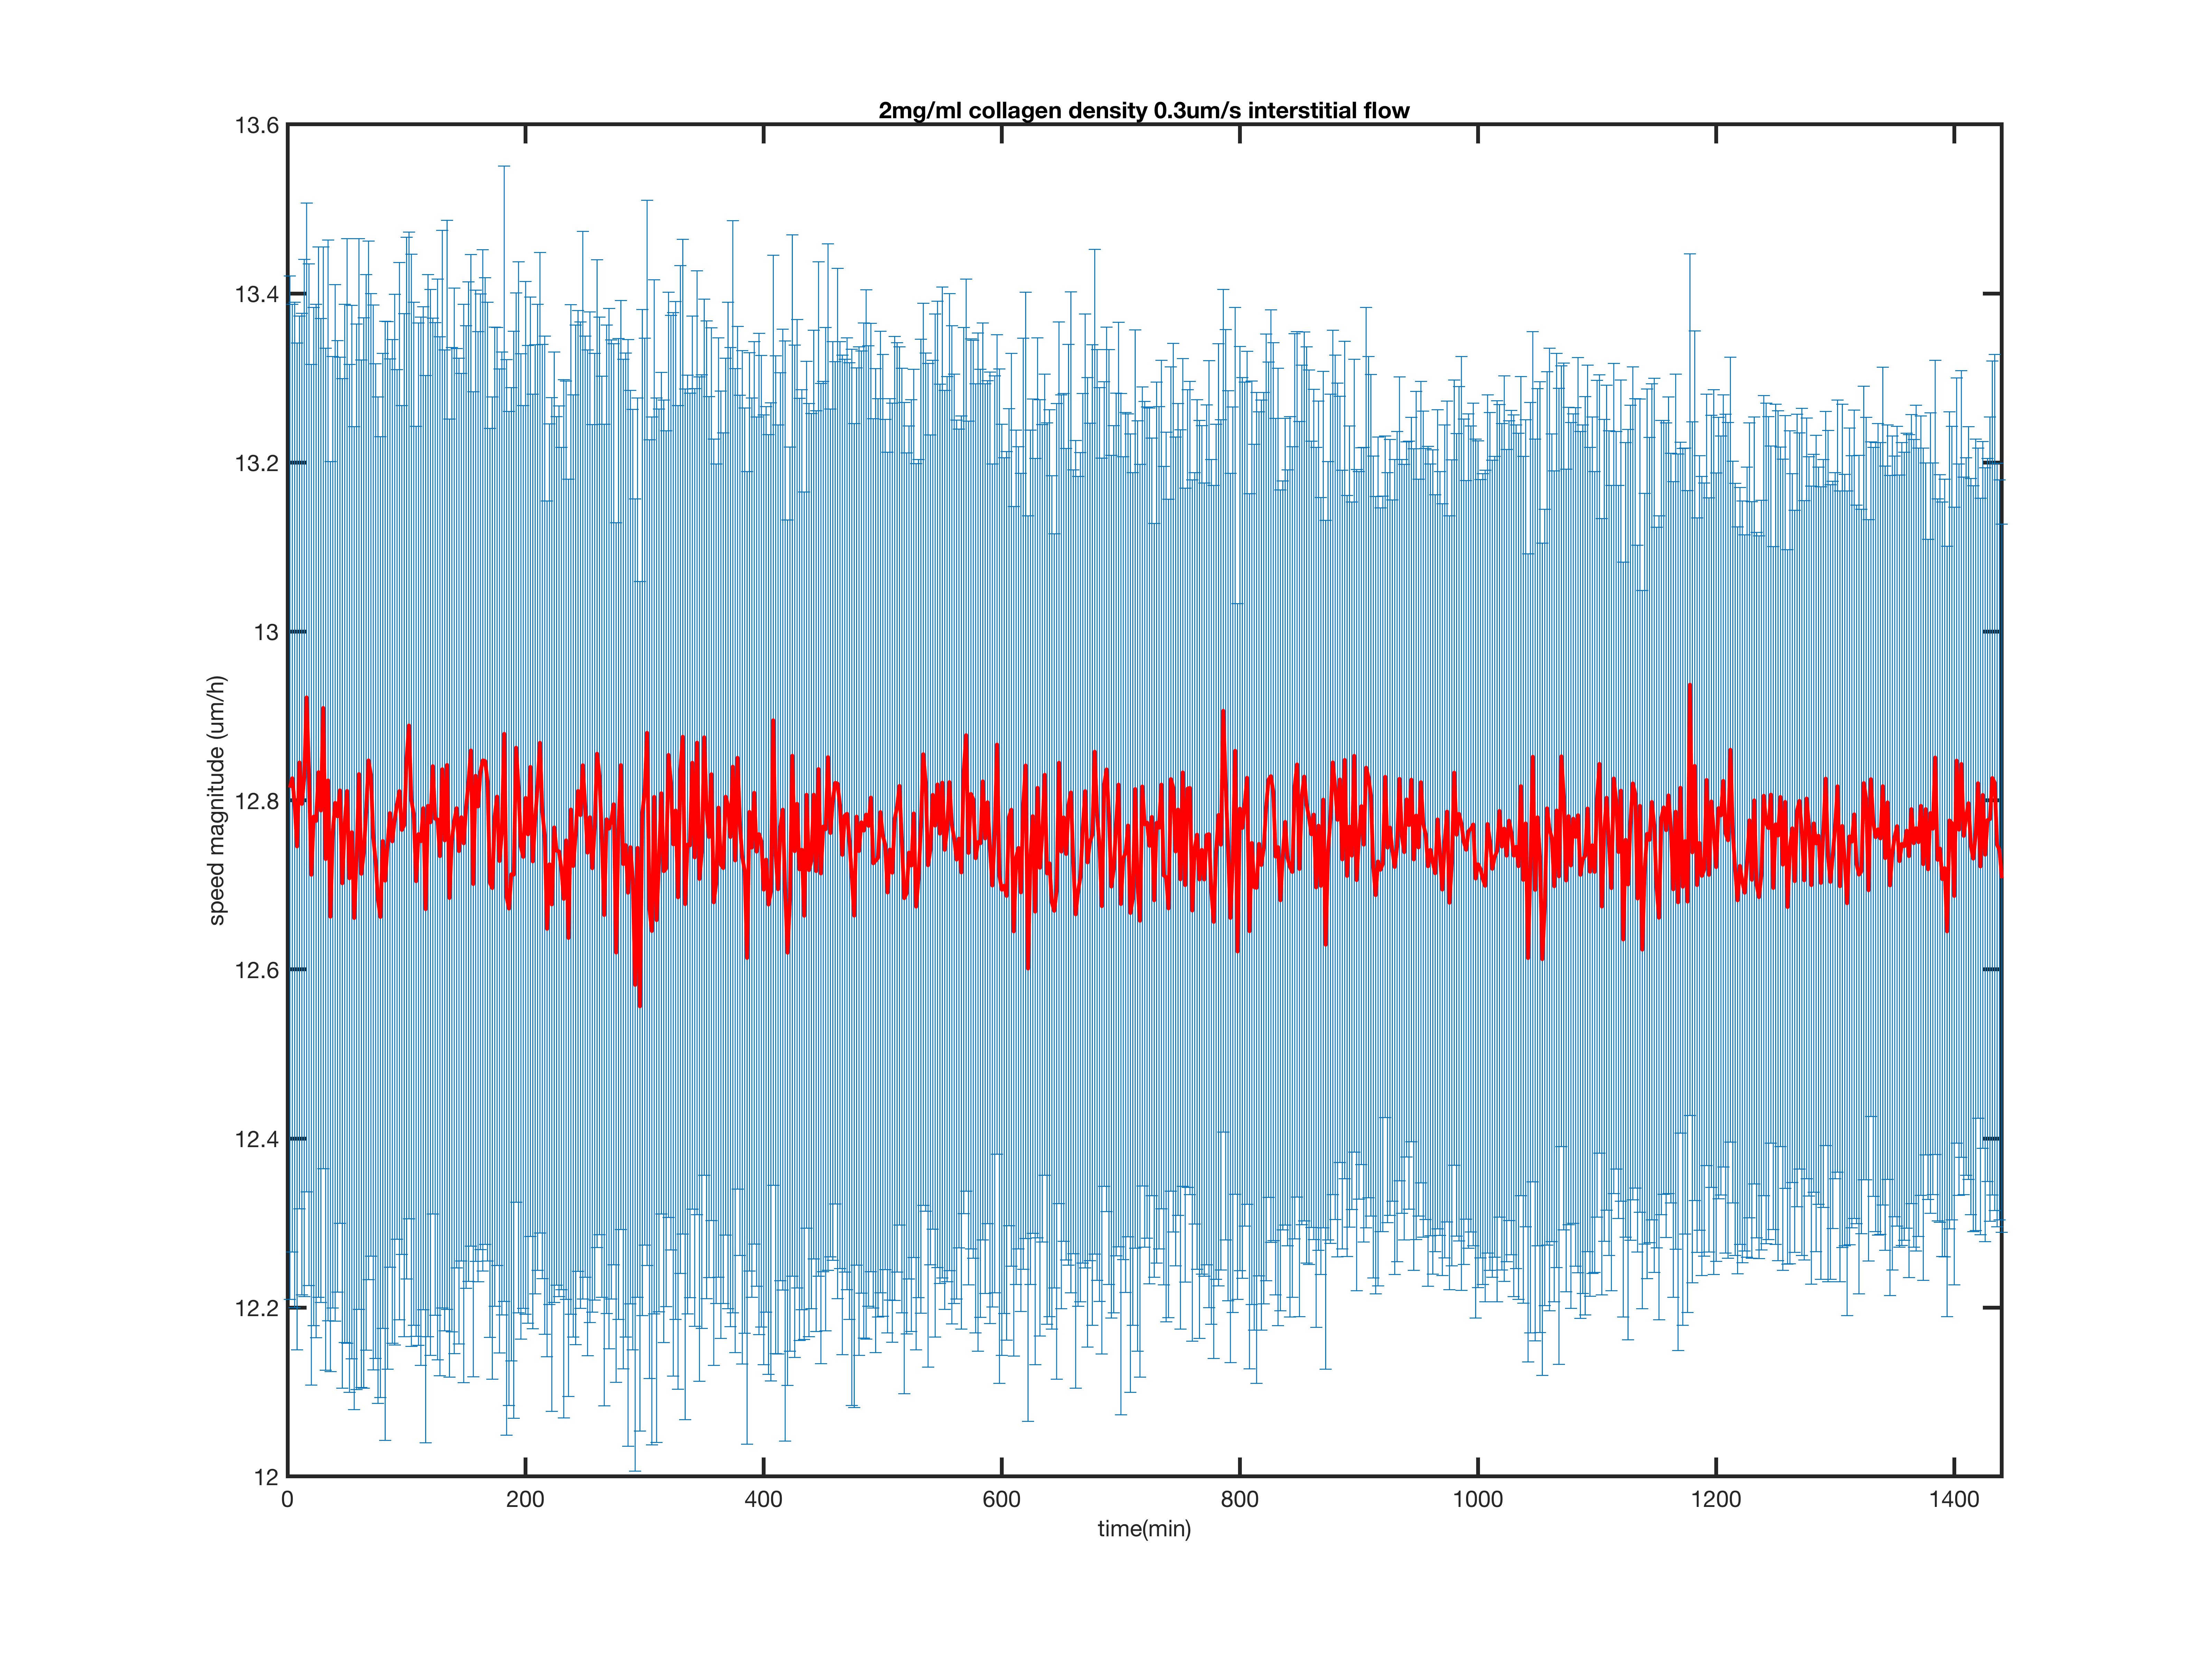 2mg/ml collagen density 0.3um/s interstitial flow
13.6
13.4
13.2
13
12.8
12.6
12.4
12.2
12
speed magnitude (um/h)
0 200 400 600 800 1000 1200 1400
time(min)